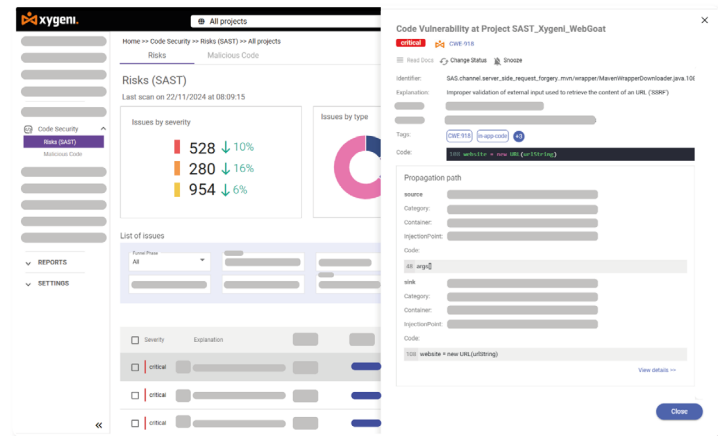 xygeni.
All projects
Home >> Code Security >> Risks (SAST) >> All projects
Risks
Malicious Code
Risks (SAST)
Last scan on 22/11/2024 at 08:09:15
Code Security
Risks (SAST)
Malicious Code
REPORTS
SETTINGS
Issues by severity
528 ↓ 10%
280 ↓ 16%
954 ↓ 6%
Issues by type
List of issues
All
Severity
Explanation
critical
critical
critical
Code Vulnerability at Project SAST_Xygeni_WebGoat
critical
CWE-918
Read Docs
Change Status
Snooze
Identifier:
SAS.channel.server_side_request_forgery..mvn/wrapper/MavenWrapperDownloader.java.108
Explanation:
Improper validation of external input used to retrieve the content of an URL ('SSRF')
Tags:
CWE:918
in-app-code
+3
Code:
108 website = new URL(urlString)
Propagation path
source
Category:
Container:
InjectionPoint:
Code:
48 args[]
sink
Category:
Container:
InjectionPoint:
Code:
108 website = new URL(urlString)
View details >>
Close